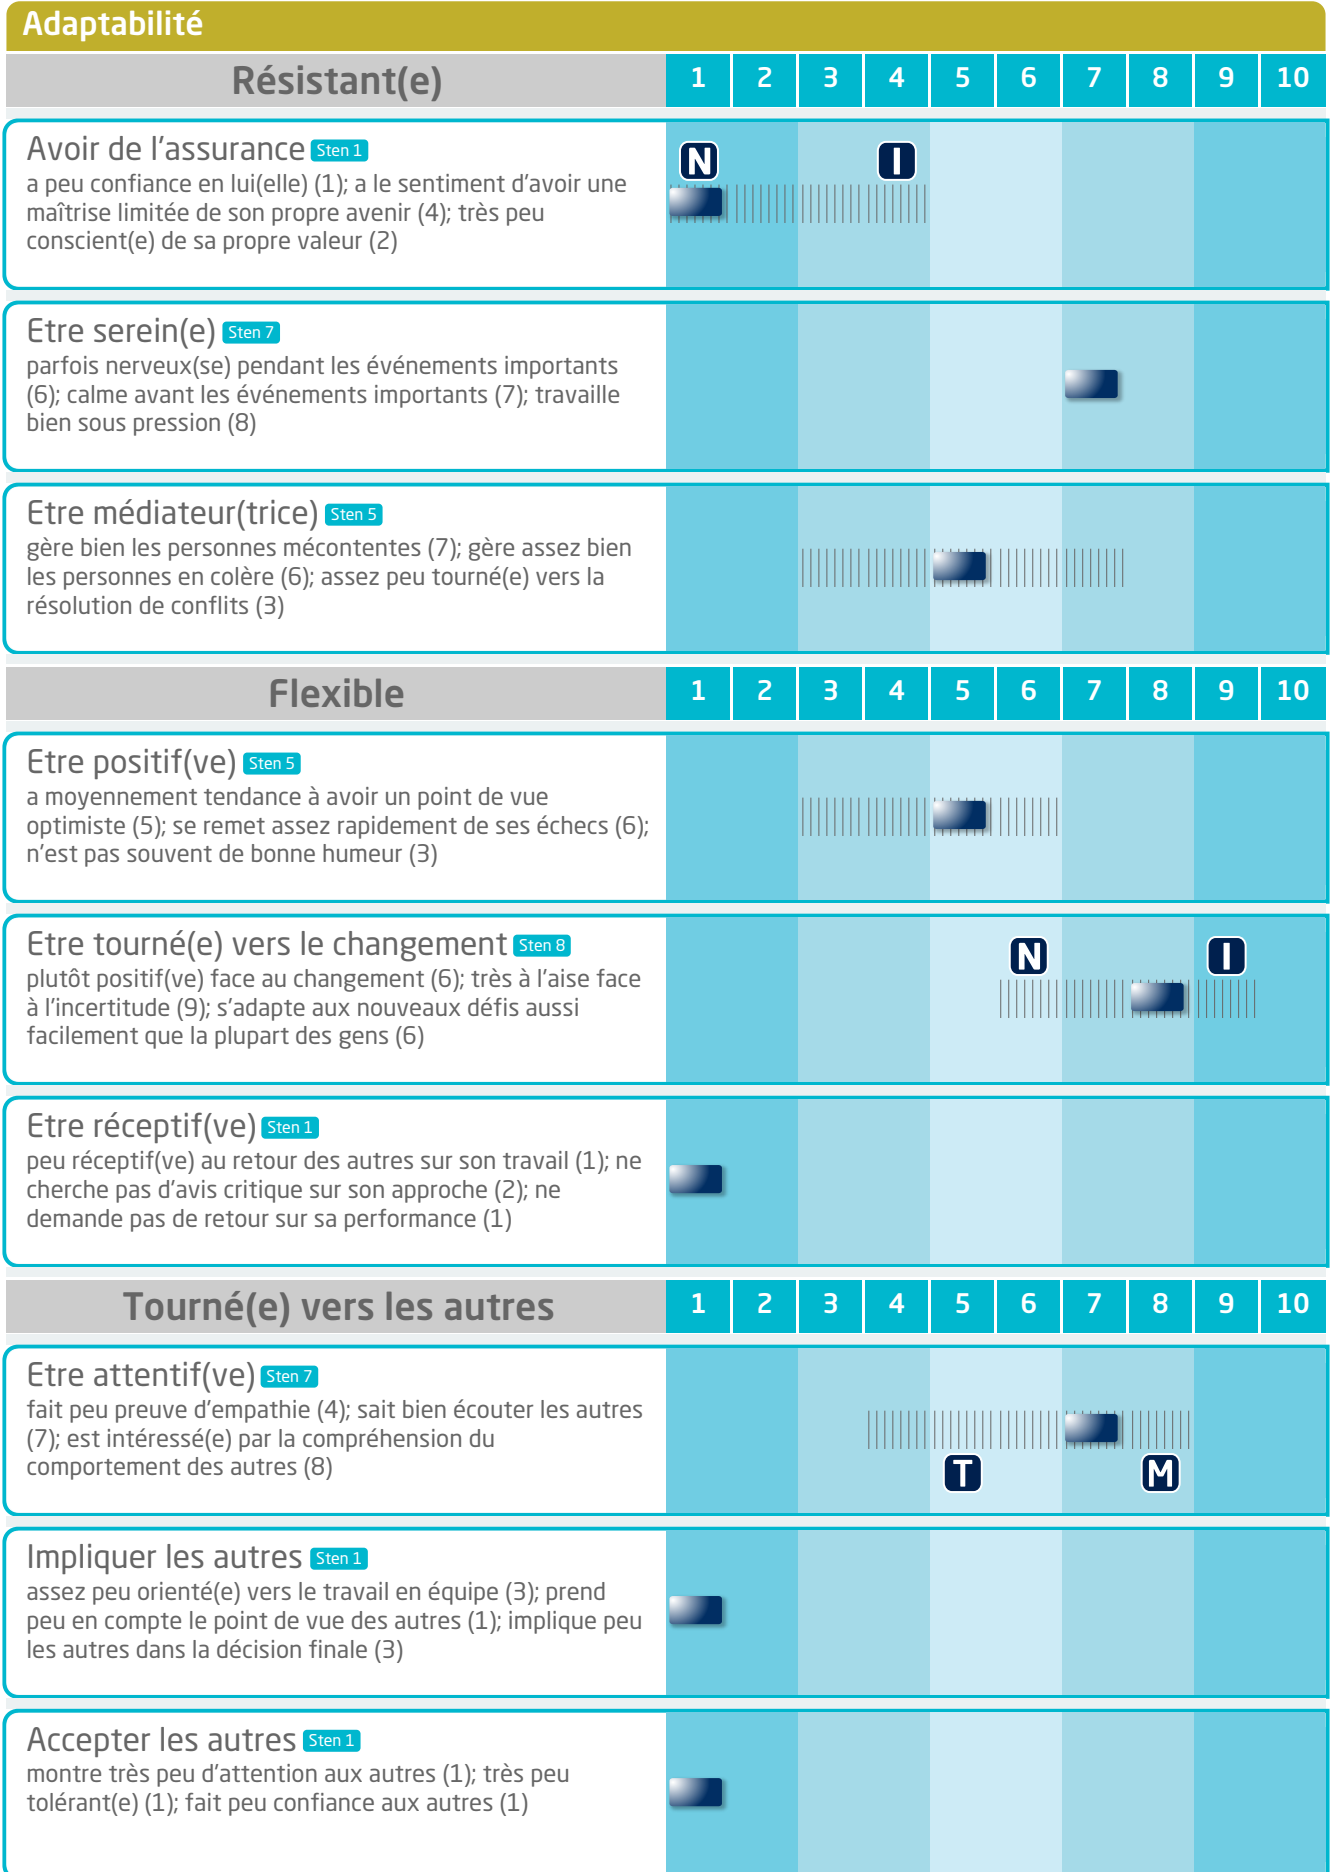 Adaptabilité
Résistant(e) 1 2 3 4 5 6 7 8 9 10
Avoir de l'assurance Sten 1
N I
a peu confiance en lui(elle) (1); a le sentiment d'avoir une
maîtrise limitée de son propre avenir (4); très peu
conscient(e) de sa propre valeur (2)
Etre serein(e) Sten 7
parfois nerveux(se) pendant les événements importants
(6); calme avant les événements importants (7); travaille
bien sous pression (8)
Etre médiateur(trice) Sten 5
gère bien les personnes mécontentes (7); gère assez bien
les personnes en colère (6); assez peu tourné(e) vers la
résolution de conflits (3)
Flexible 1 2 3 4 5 6 7 8 9 10
Etre positif(ve) Sten 5
a moyennement tendance à avoir un point de vue
optimiste (5); se remet assez rapidement de ses échecs (6);
n'est pas souvent de bonne humeur (3)
Etre tourné(e) vers le changement Sten 8
N I
plutôt positif(ve) face au changement (6); très à l'aise face
à l'incertitude (9); s'adapte aux nouveaux défis aussi
facilement que la plupart des gens (6)
Etre réceptif(ve) Sten 1
peu réceptif(ve) au retour des autres sur son travail (1); ne
cherche pas d'avis critique sur son approche (2); ne
demande pas de retour sur sa performance (1)
Tourné(e) vers les autres 1 2 3 4 5 6 7 8 9 10
Etre attentif(ve) Sten 7
fait peu preuve d'empathie (4); sait bien écouter les autres
(7); est intéressé(e) par la compréhension du
comportement des autres (8)
T M
Impliquer les autres Sten 1
assez peu orienté(e) vers le travail en équipe (3); prend
peu en compte le point de vue des autres (1); implique peu
les autres dans la décision finale (3)
Accepter les autres Sten 1
montre très peu d'attention aux autres (1); très peu
tolérant(e) (1); fait peu confiance aux autres (1)